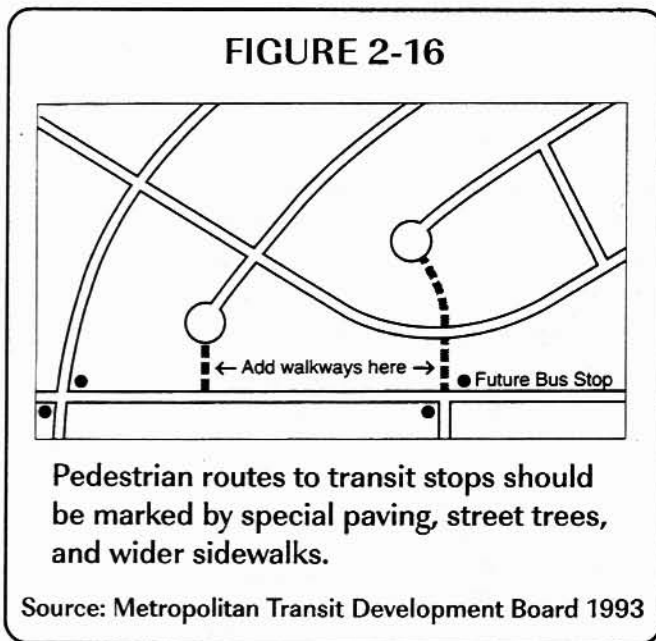 FIGURE 2-16
← Add walkways here →
Future Bus Stop
Pedestrian routes to transit stops should
be marked by special paving, street trees,
and wider sidewalks.
Source: Metropolitan Transit Development Board 1993